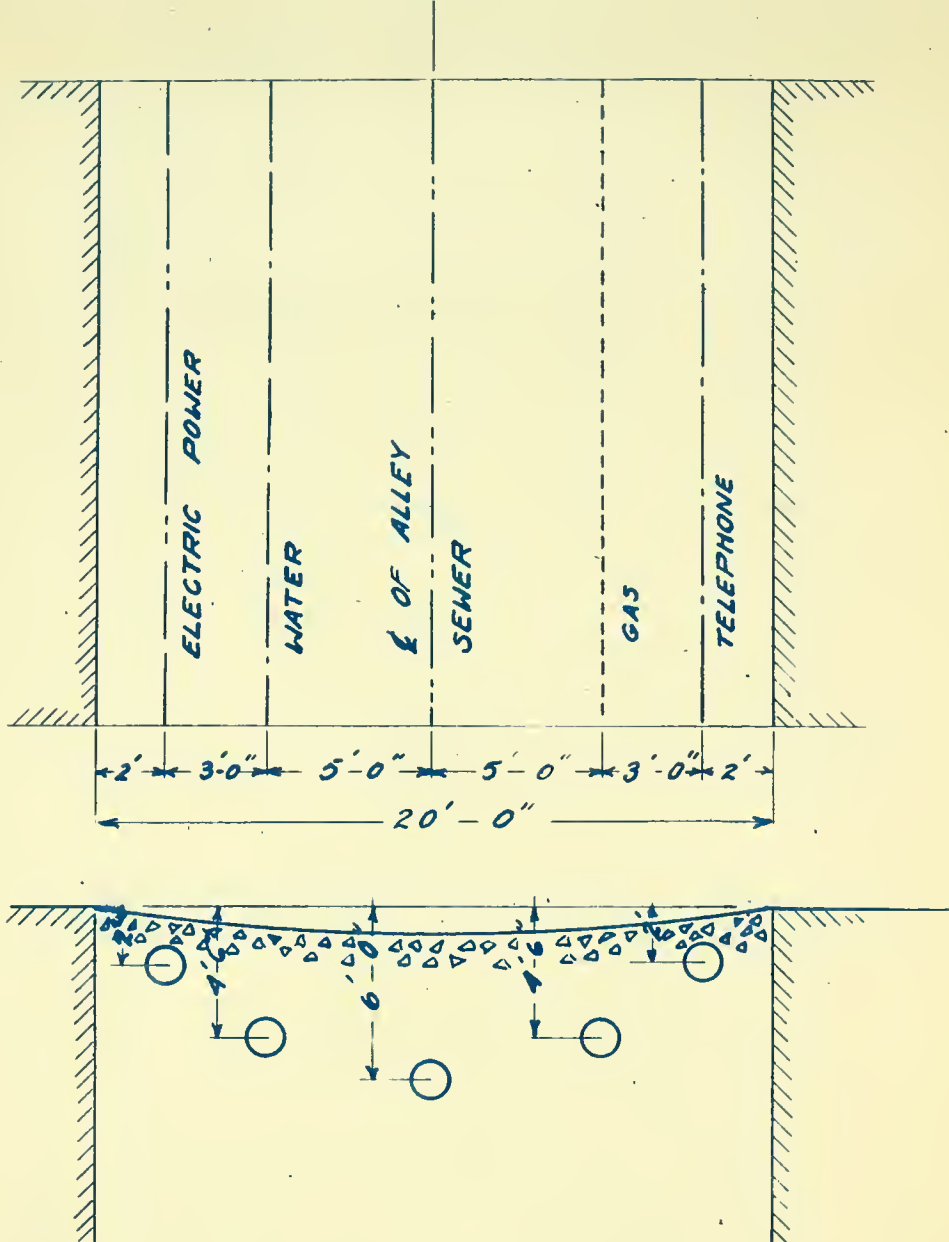 ELECTRIC POWER
WATER
℄ OF ALLEY
SEWER
GAS
TELEPHONE
2' 3'-0" 5'-0" 5'-0" 3'-0" 2'
20'-0"
4'6" 6'0" 4'6" 2'